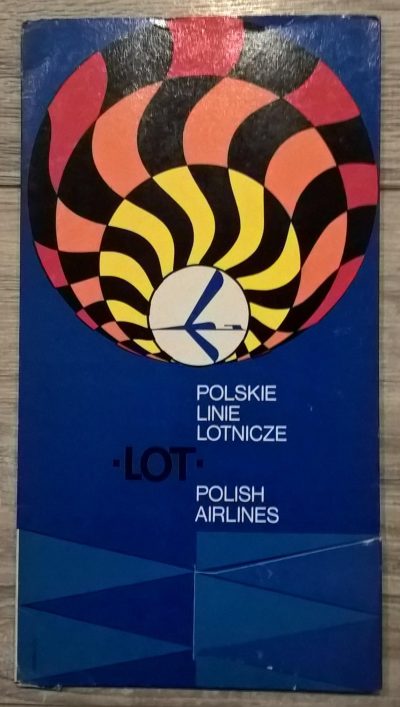 POLSKIE
LINIE
LOTNICZE
·LOT·
POLISH
AIRLINES